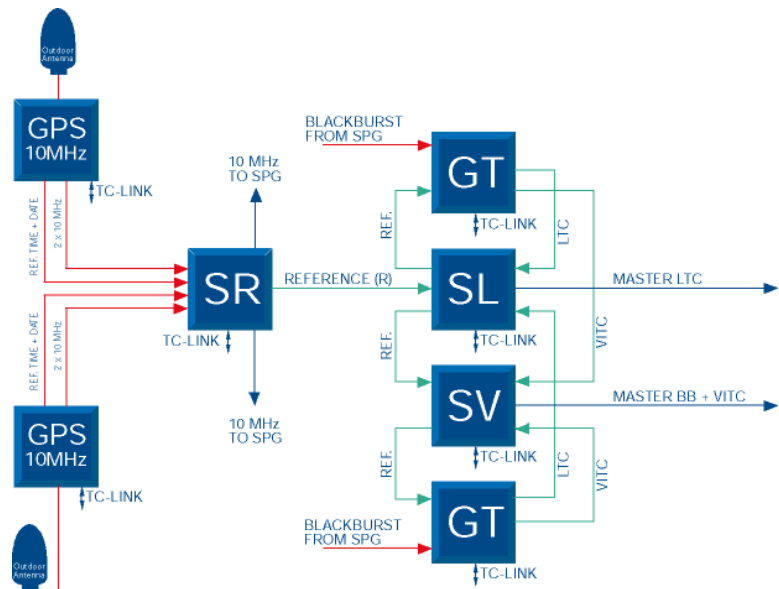 Outdoor
Antenna
GPS
10MHz
TC-LINK
REF. TIME + DATE
2 x 10 MHz
10 MHz
TO SPG
SR
TC-LINK
REFERENCE (R)
10 MHz
TO SPG
REF. TIME + DATE
2 x 10 MHz
GPS
10MHz
TC-LINK
Outdoor
Antenna
BLACKBURST
FROM SPG
GT
TC-LINK
REF.
LTC
SL
TC-LINK
MASTER LTC
VITC
REF.
SV
TC-LINK
MASTER BB + VITC
REF.
LTC
VITC
GT
TC-LINK
BLACKBURST
FROM SPG